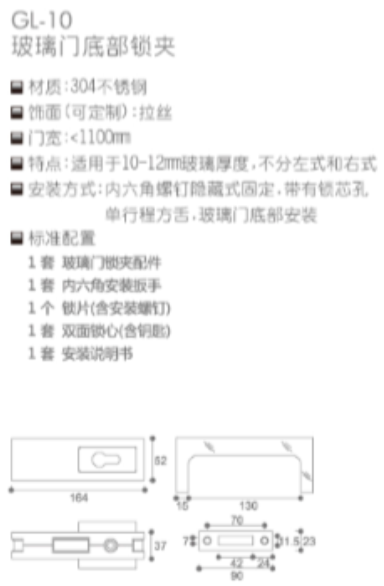 GL-10
玻璃门底部锁夹
材质:304不锈钢
饰面(可定制):拉丝
门宽:<1100mm
特点:适用于10-12mm玻璃厚度,不分左式和右式
安装方式:内六角螺钉隐藏式固定,带有锁芯孔
单行程方舌,玻璃门底部安装
标准配置
1 套 玻璃门锁夹配件
1 套 内六角安装扳手
1 个 锁片(含安装螺钉)
1 套 双面锁心(含钥匙)
1 套 安装说明书
52
164
15
130
37
70
7
31.5
23
42
24
90